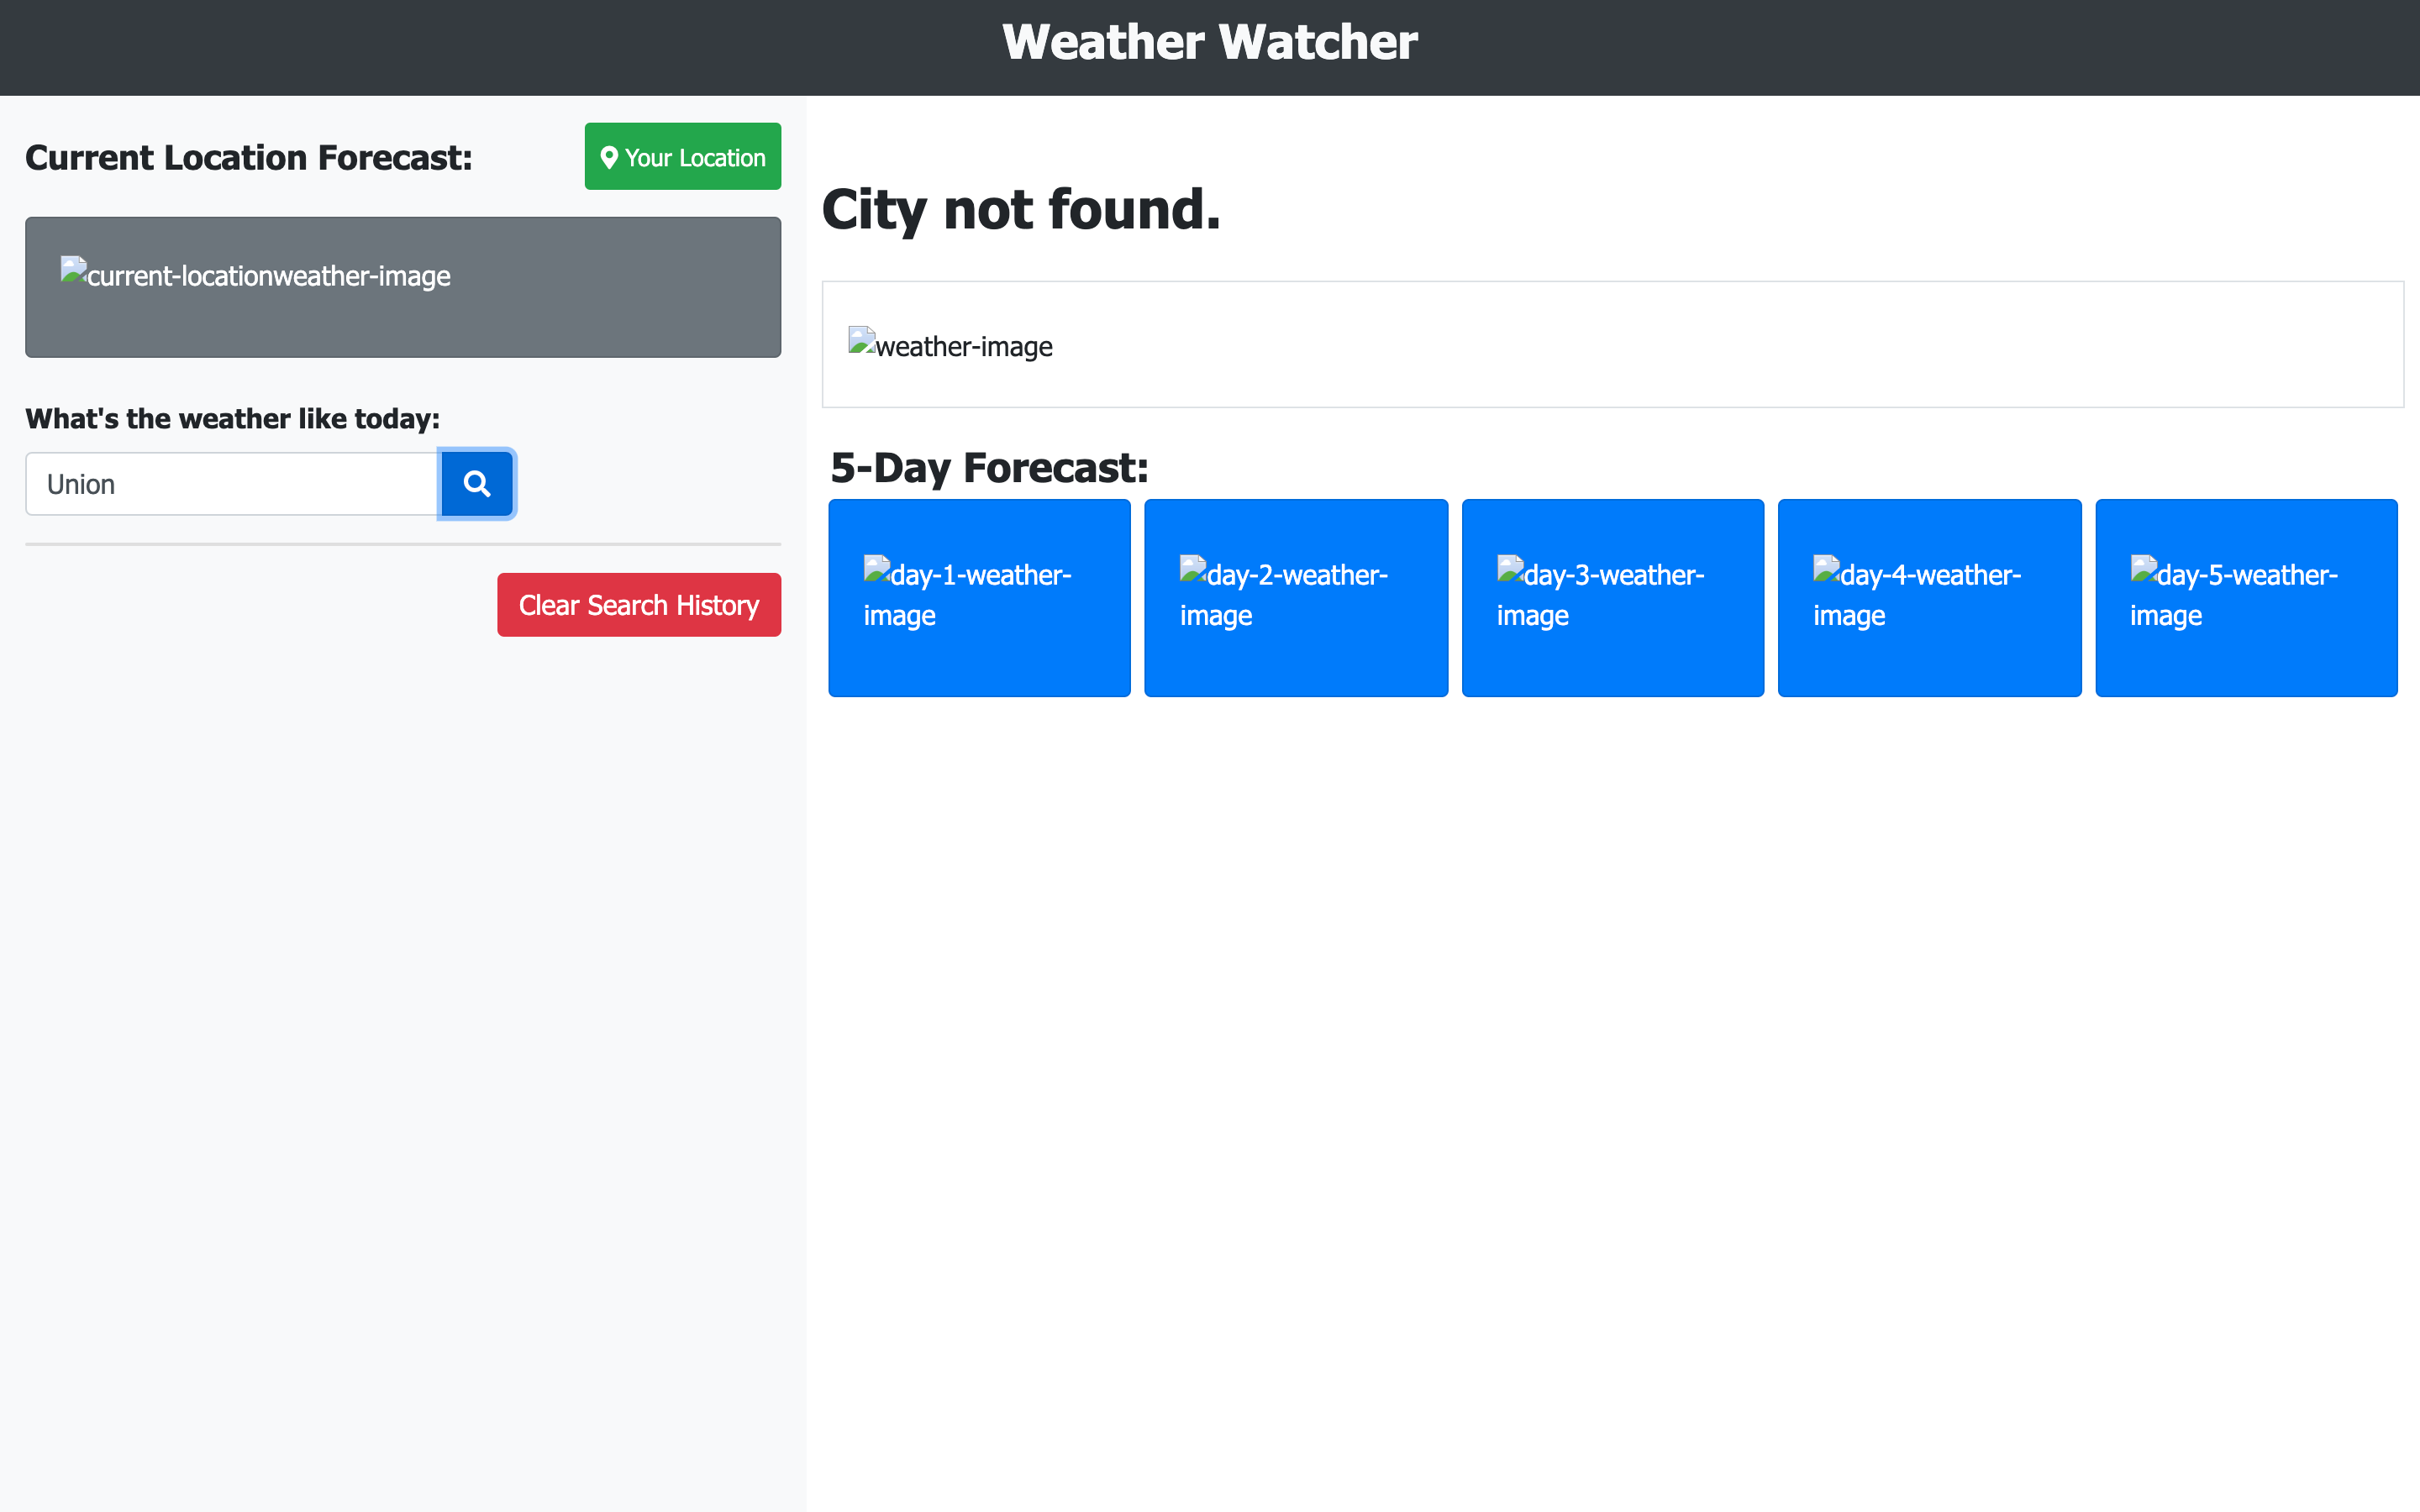 Weather Watcher
Current Location Forecast:
Your Location
current-locationweather-image
What's the weather like today:
Union
Clear Search History
City not found.
weather-image
5-Day Forecast:
day-1-weather-
image
day-2-weather-
image
day-3-weather-
image
day-4-weather-
image
day-5-weather-
image